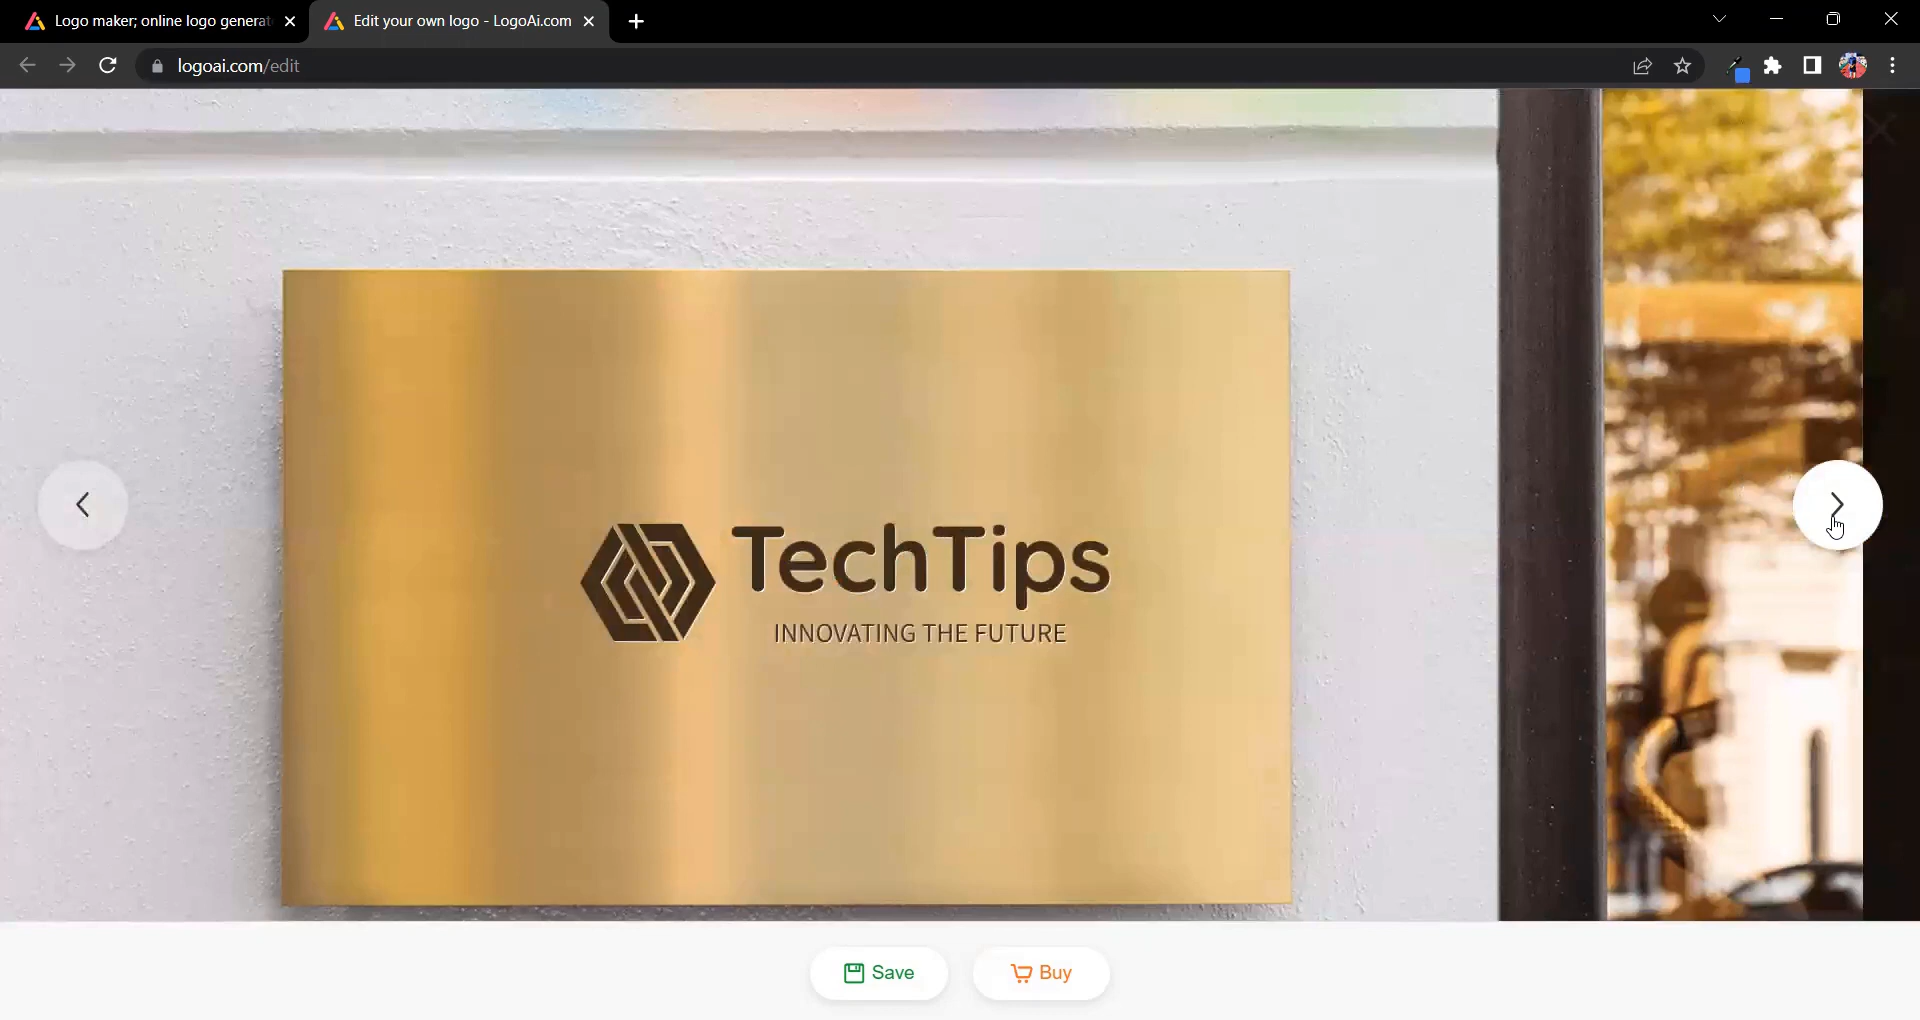 Logo maker; online logo generat
Edit your own logo - LogoAi.com
logoai.com/edit
TechTips
INNOVATING THE FUTURE
Save
Buy